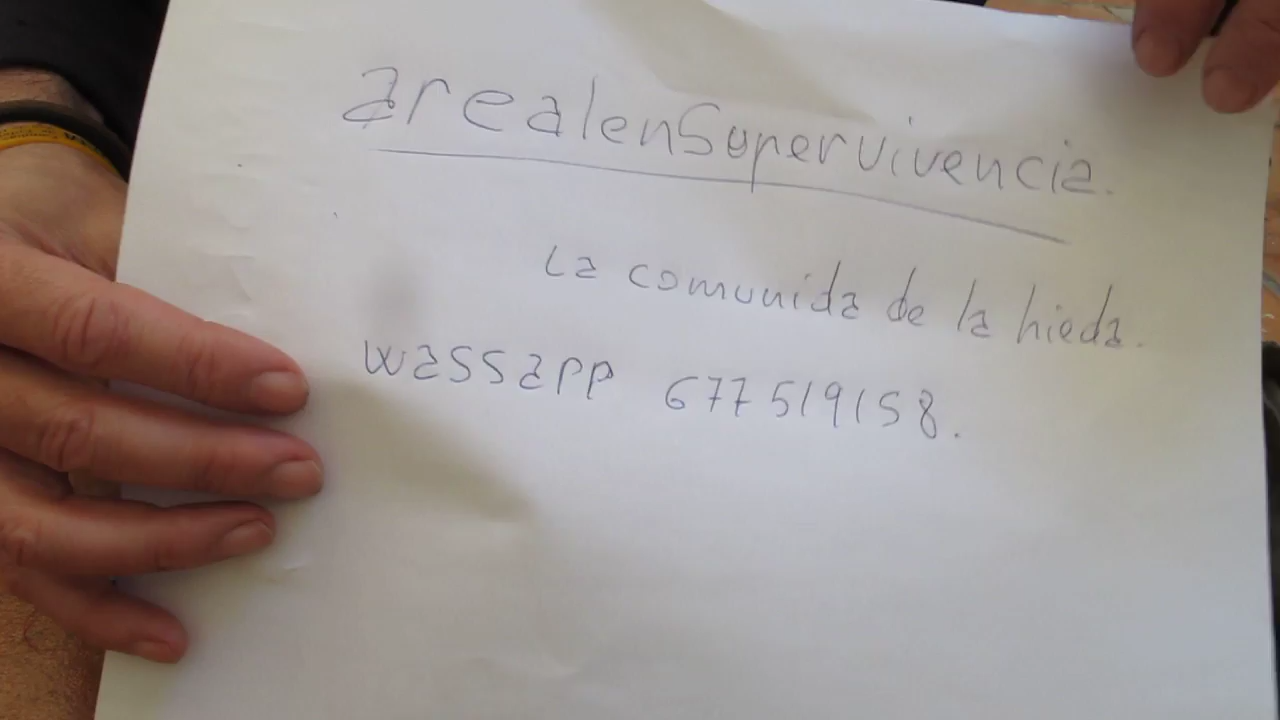 arealensupervivencia.
La comunida de la hieda.
wassapp 677519158.